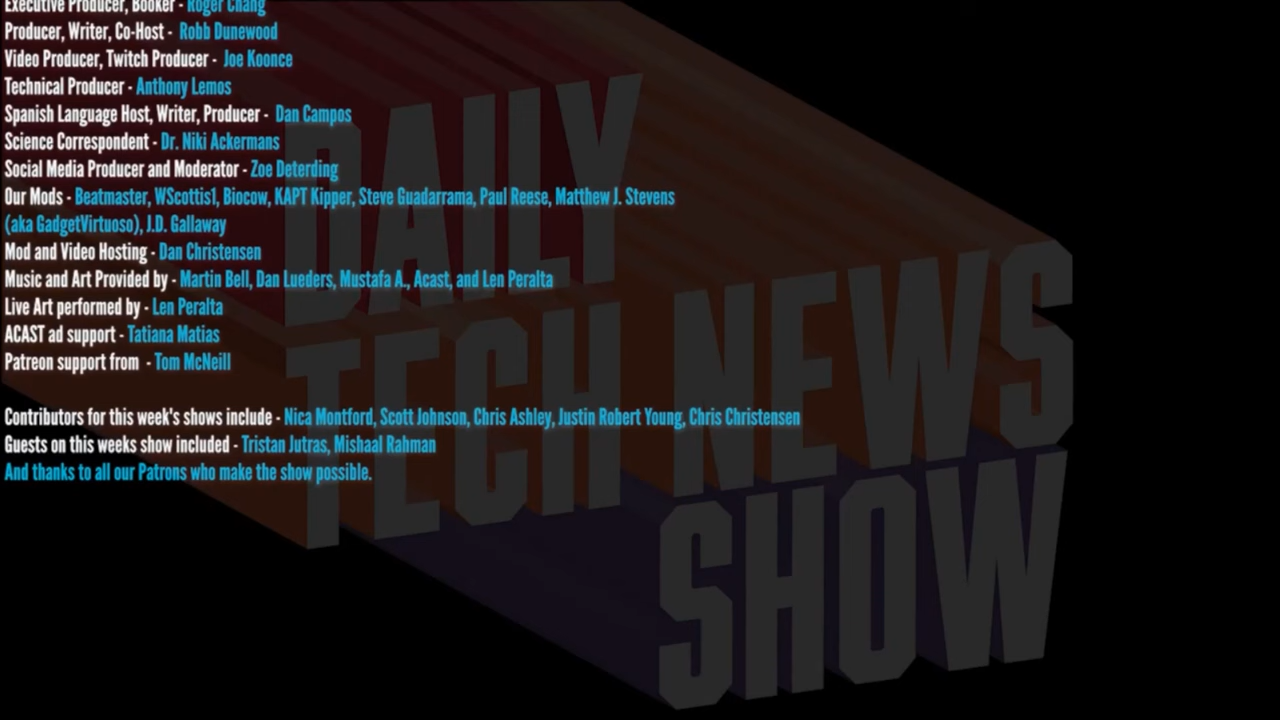 Executive Producer, Booker - Roger Chang
Producer, Writer, Co-Host - Robb Dunewood
Video Producer, Twitch Producer - Joe Koonce
Technical Producer - Anthony Lemos
Spanish Language Host, Writer, Producer - Dan Campos
Science Correspondent - Dr. Niki Ackermans
Social Media Producer and Moderator - Zoe Deterding
Our Mods - Beatmaster, WScottis1, Biocow, KAPT Kipper, Steve Guadarrama, Paul Reese, Matthew J. Stevens
(aka GadgetVirtuoso), J.D. Gallaway
Mod and Video Hosting - Dan Christensen
Music and Art Provided by - Martin Bell, Dan Lueders, Mustafa A., Acast, and Len Peralta
Live Art performed by - Len Peralta
ACAST ad support - Tatiana Matias
Patreon support from - Tom McNeill
Contributors for this week's shows include - Nica Montford, Scott Johnson, Chris Ashley, Justin Robert Young, Chris Christensen
Guests on this weeks show included - Tristan Jutras, Mishaal Rahman
And thanks to all our Patrons who make the show possible.
DAILY
TECH NEWS
SHOW